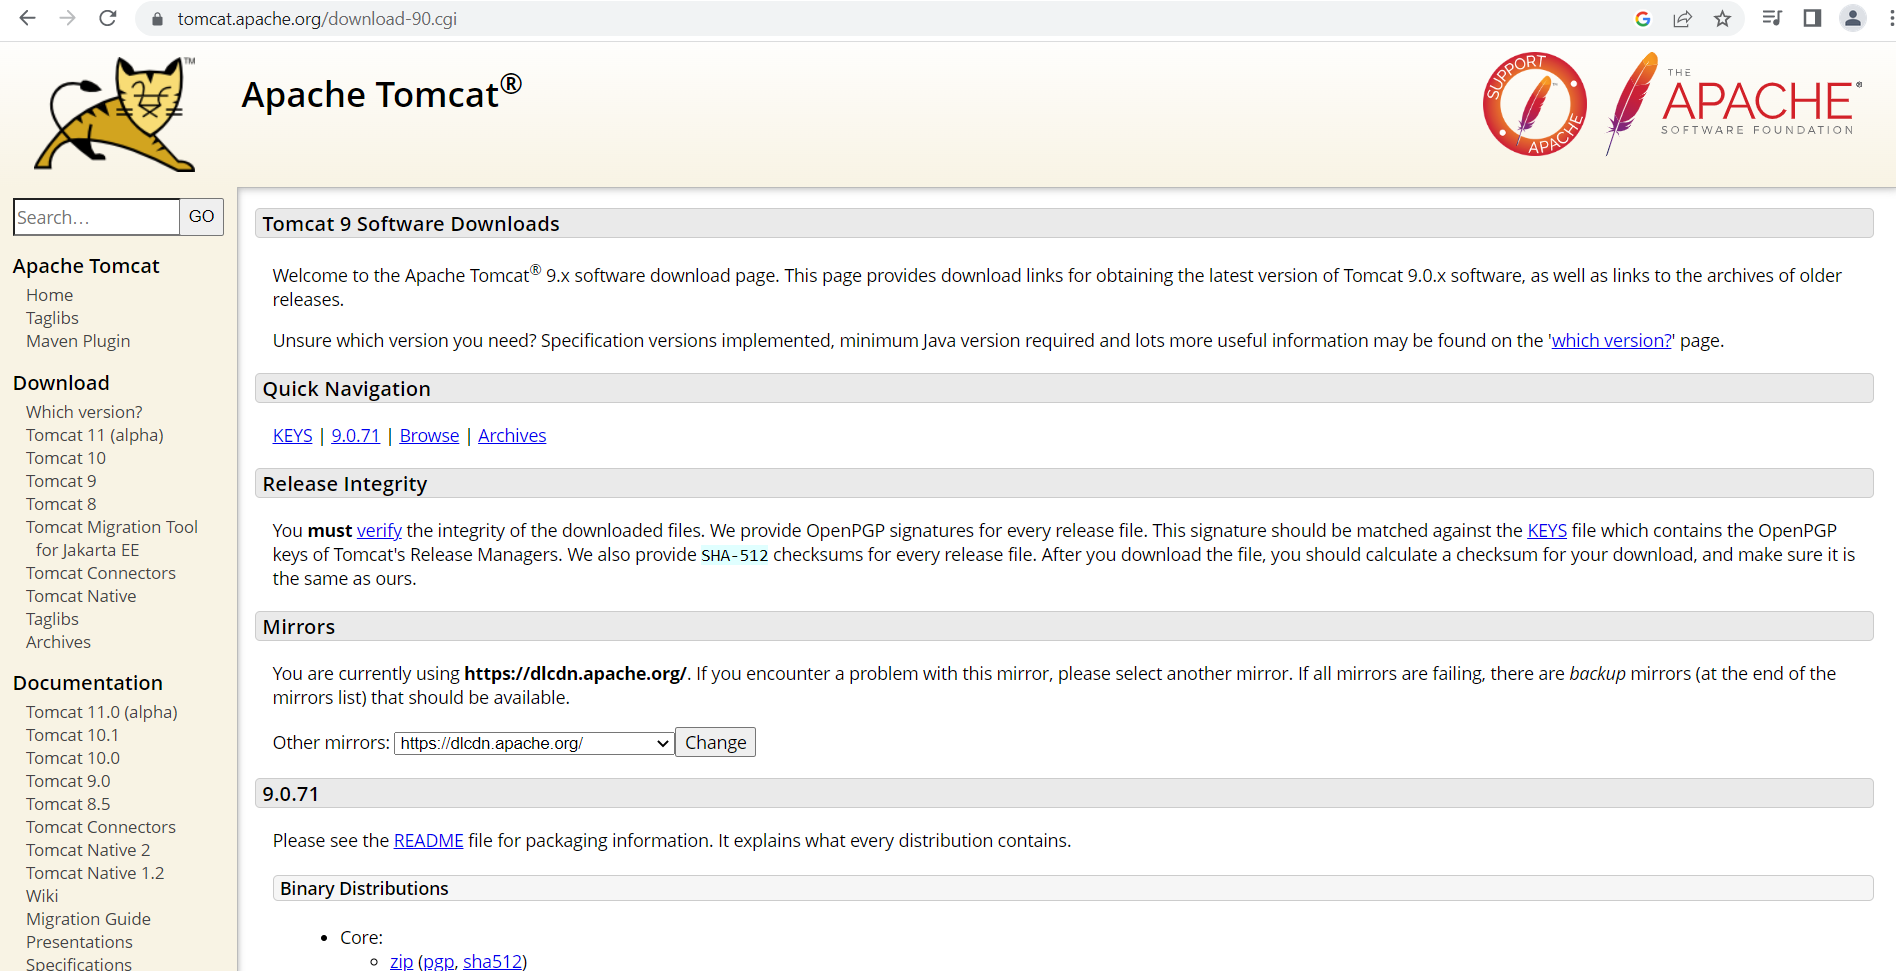 tomcat.apache.org/download-90.cgi
TM
Apache Tomcat®
SUPPORT
APACHE
THE
APACHE®
SOFTWARE FOUNDATION
Search…
GO
Apache Tomcat
Home
Taglibs
Maven Plugin
Download
Which version?
Tomcat 11 (alpha)
Tomcat 10
Tomcat 9
Tomcat 8
Tomcat Migration Tool
for Jakarta EE
Tomcat Connectors
Tomcat Native
Taglibs
Archives
Documentation
Tomcat 11.0 (alpha)
Tomcat 10.1
Tomcat 10.0
Tomcat 9.0
Tomcat 8.5
Tomcat Connectors
Tomcat Native 2
Tomcat Native 1.2
Wiki
Migration Guide
Presentations
Specifications
Tomcat 9 Software Downloads
Welcome to the Apache Tomcat® 9.x software download page. This page provides download links for obtaining the latest version of Tomcat 9.0.x software, as well as links to the archives of older
releases.
Unsure which version you need? Specification versions implemented, minimum Java version required and lots more useful information may be found on the 'which version?' page.
Quick Navigation
KEYS | 9.0.71 | Browse | Archives
Release Integrity
You must verify the integrity of the downloaded files. We provide OpenPGP signatures for every release file. This signature should be matched against the KEYS file which contains the OpenPGP
keys of Tomcat's Release Managers. We also provide SHA-512 checksums for every release file. After you download the file, you should calculate a checksum for your download, and make sure it is
the same as ours.
Mirrors
You are currently using https://dlcdn.apache.org/. If you encounter a problem with this mirror, please select another mirror. If all mirrors are failing, there are backup mirrors (at the end of the
mirrors list) that should be available.
Other mirrors: https://dlcdn.apache.org/ Change
9.0.71
Please see the README file for packaging information. It explains what every distribution contains.
Binary Distributions
• Core:
◦ zip (pgp, sha512)